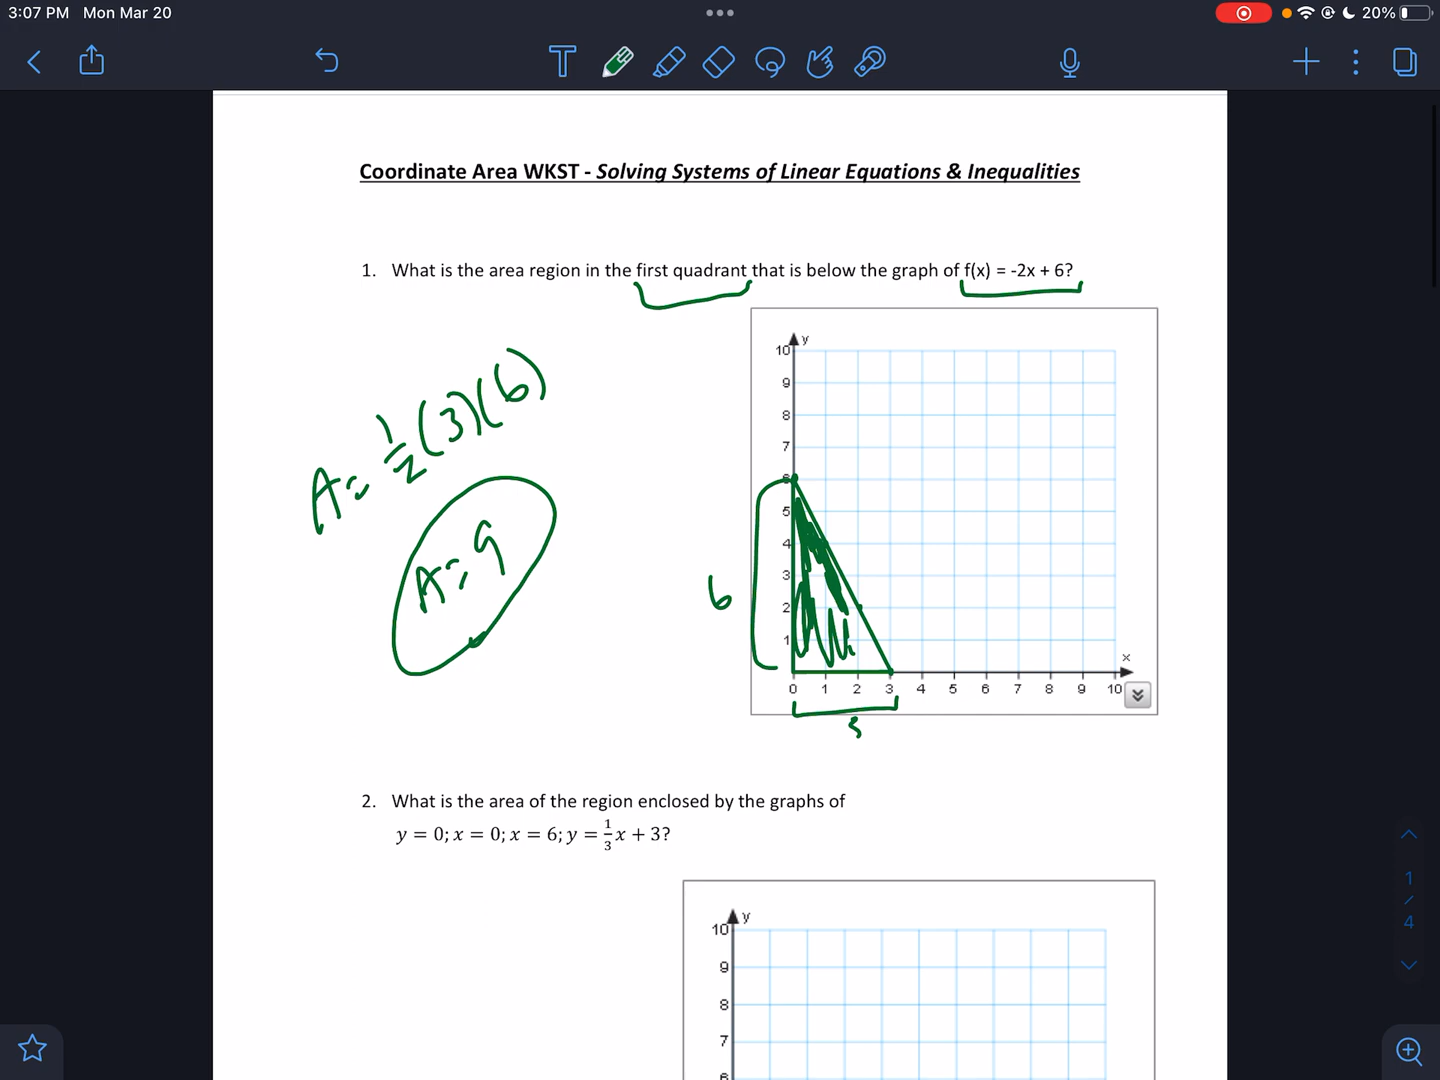 3:07 PM Mon Mar 20
20%
Coordinate Area WKST - Solving Systems of Linear Equations & Inequalities
1. What is the area region in the first quadrant that is below the graph of f(x) = -2x + 6?
A = 1/2 (3)(6)
A = 9
y
10
9
8
7
6
5
4
3
2
1
6
x
0 1 2 3 4 5 6 7 8 9 10
3
2. What is the area of the region enclosed by the graphs of
y = 0; x = 0; x = 6; y = 1/3 x + 3?
y
10
9
8
7
6
1
/
4